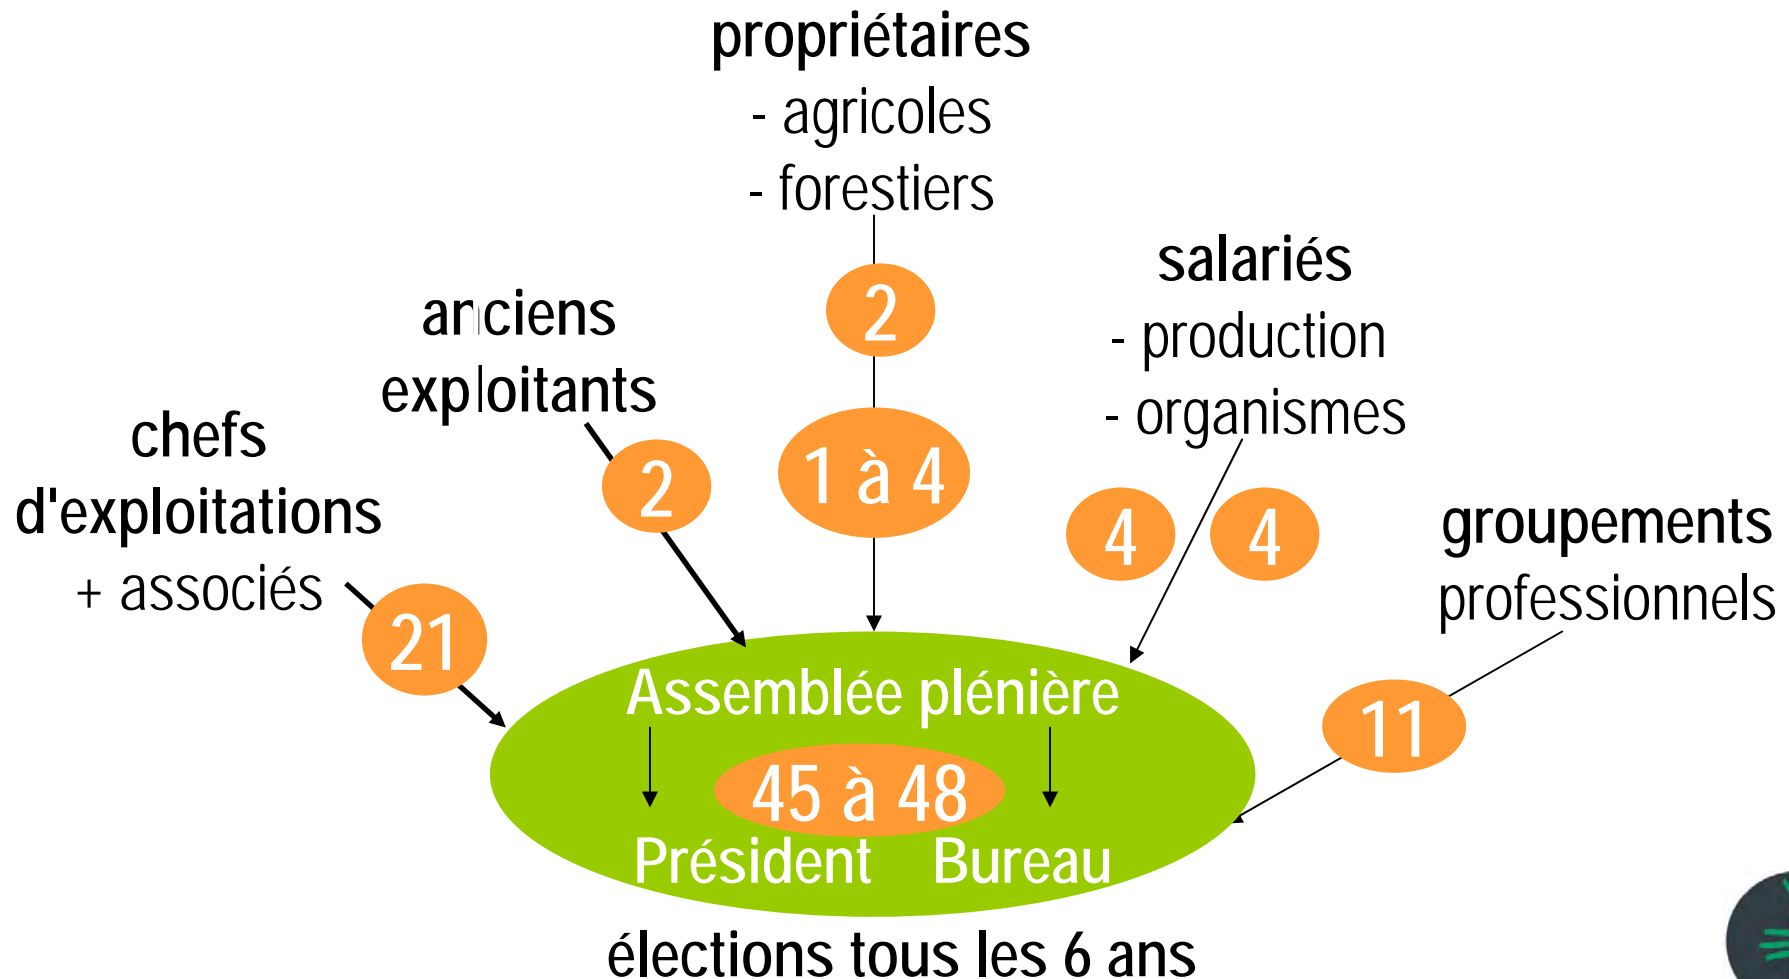 propriétaires
- agricoles
- forestiers
2
1 à 4
salariés
- production
- organismes
4 4
anciens
exploitants
2
chefs
d'exploitations
+ associés
21
groupements
professionnels
11
Assemblée plénière
45 à 48
Président Bureau
élections tous les 6 ans